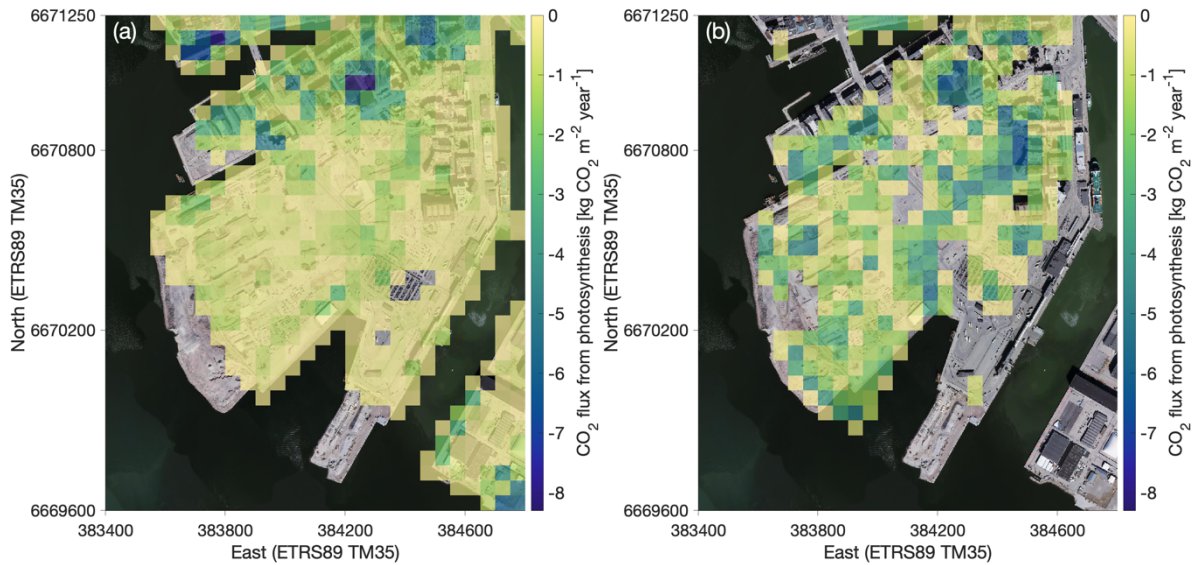 (a)
6671250
6670800
6670200
6669600
North (ETRS89 TM35)
383400 383800 384200 384600
East (ETRS89 TM35)
0
-1
-2
-3
-4
-5
-6
-7
-8
CO2 flux from photosynthesis [kg CO2 m-2 year-1]
(b)
6671250
6670800
6670200
6669600
North (ETRS89 TM35)
383400 383800 384200 384600
East (ETRS89 TM35)
0
-1
-2
-3
-4
-5
-6
-7
-8
CO2 flux from photosynthesis [kg CO2 m-2 year-1]